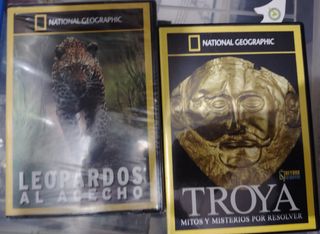 NATIONAL GEOGRAPHIC
LEOPARDOS
AL ACECHO
NATIONAL GEOGRAPHIC
TROYA
MITOS Y MISTERIOS POR RESOLVER